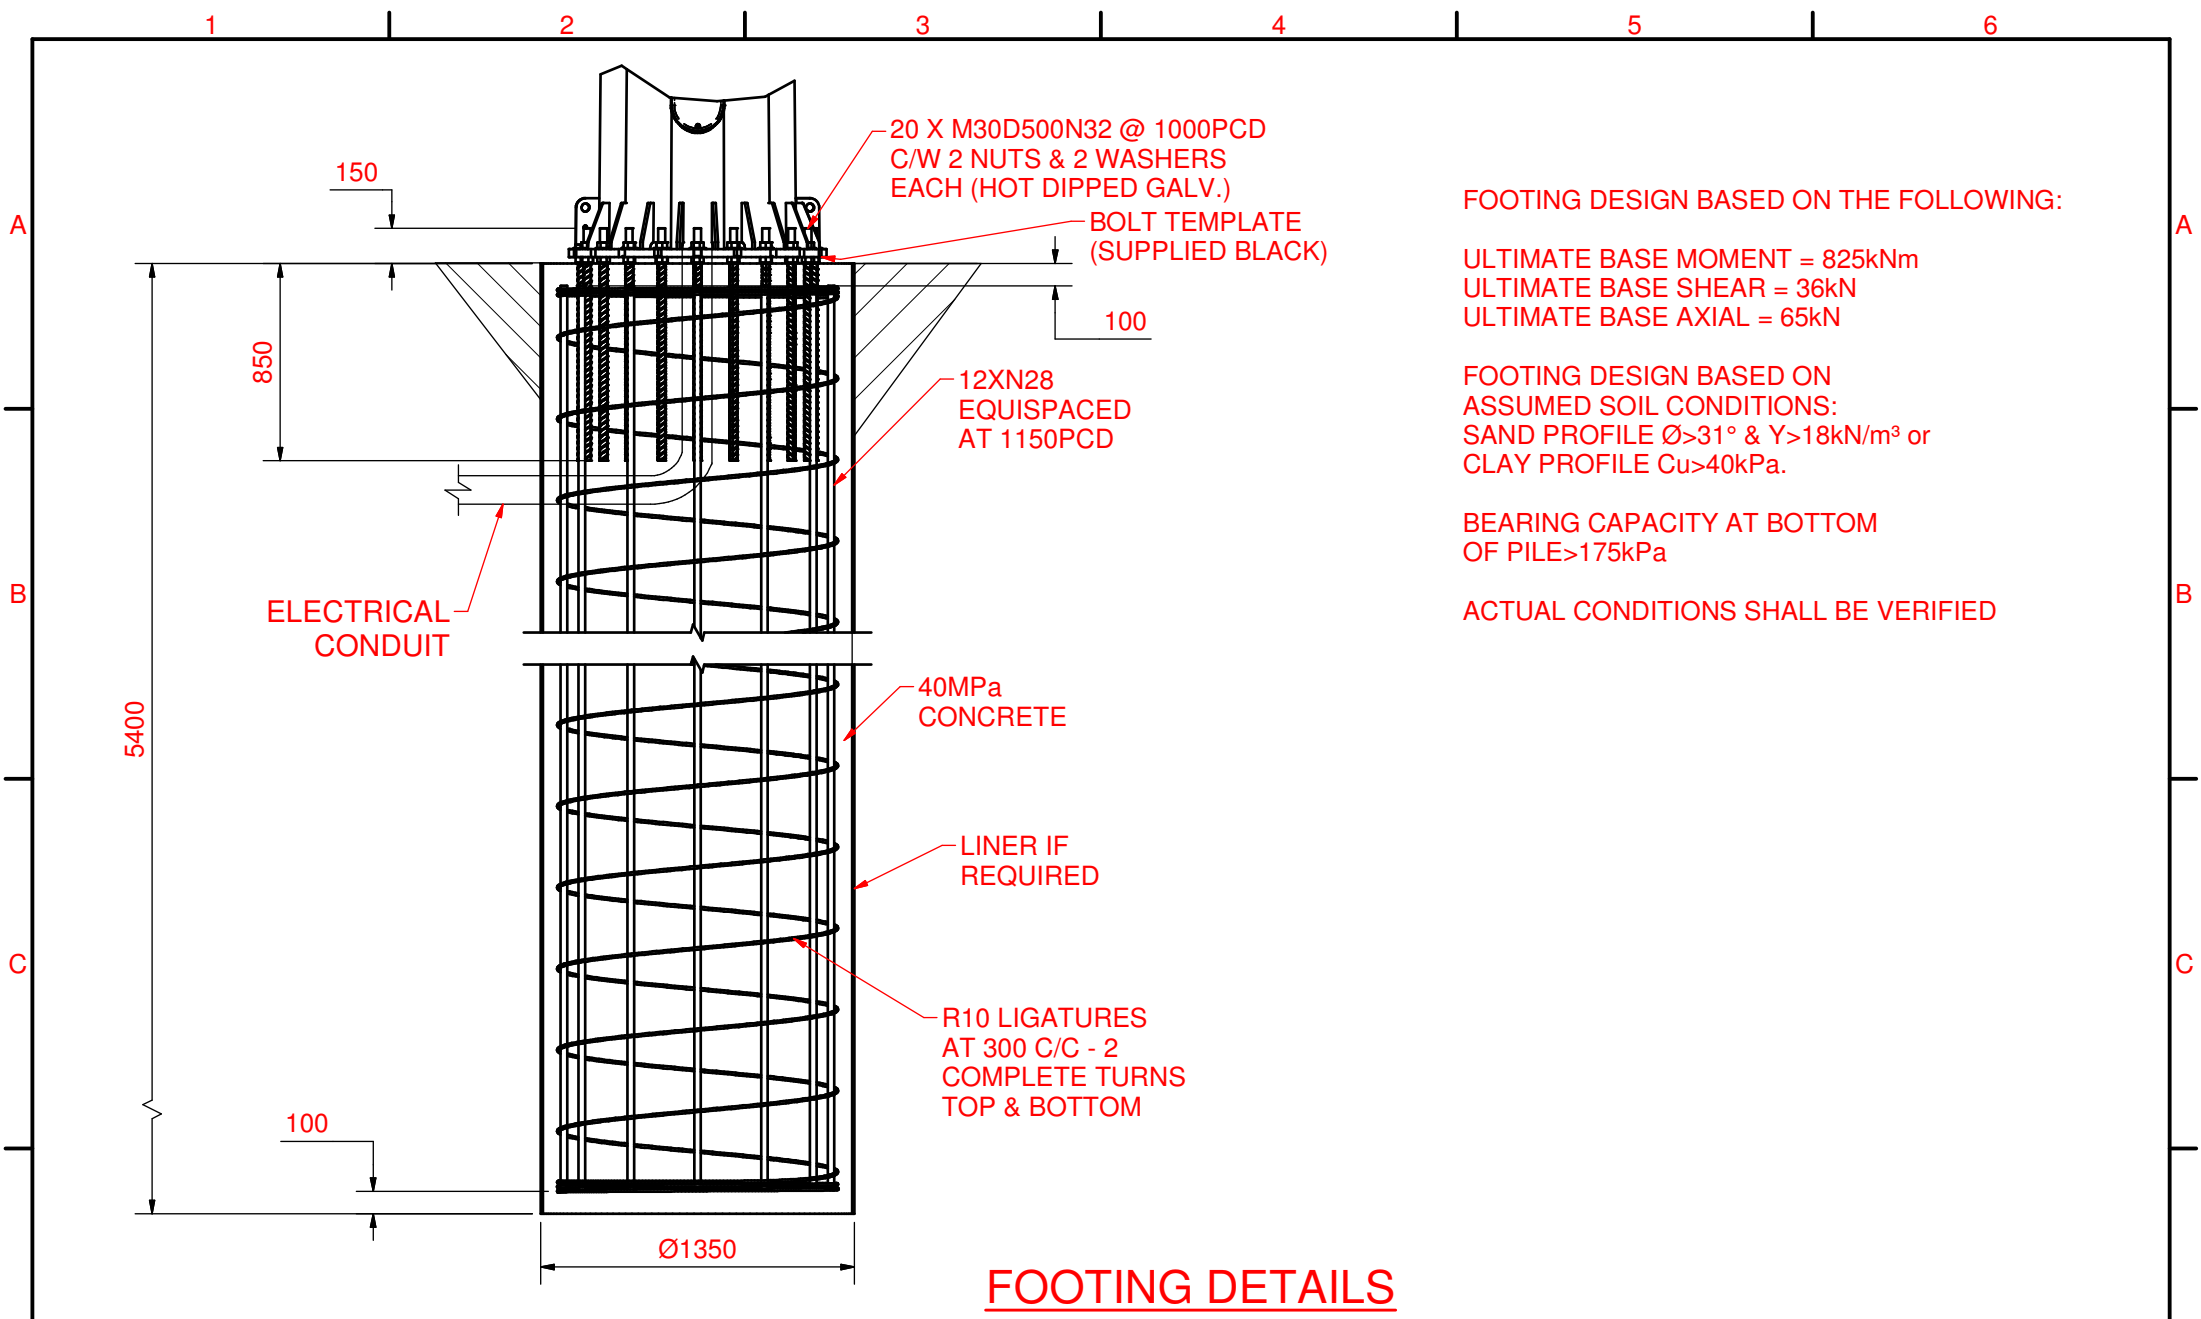 1
2
3
4
5
6
A
A
B
B
C
C
150
850
5400
100
100
Ø1350
20 X M30D500N32 @ 1000PCD
C/W 2 NUTS & 2 WASHERS
EACH (HOT DIPPED GALV.)
BOLT TEMPLATE
(SUPPLIED BLACK)
12XN28
EQUISPACED
AT 1150PCD
ELECTRICAL
CONDUIT
40MPa
CONCRETE
LINER IF
REQUIRED
R10 LIGATURES
AT 300 C/C - 2
COMPLETE TURNS
TOP & BOTTOM
FOOTING DESIGN BASED ON THE FOLLOWING:
ULTIMATE BASE MOMENT = 825kNm
ULTIMATE BASE SHEAR = 36kN
ULTIMATE BASE AXIAL = 65kN
FOOTING DESIGN BASED ON
ASSUMED SOIL CONDITIONS:
SAND PROFILE Ø>31° & Y>18kN/m³ or
CLAY PROFILE Cu>40kPa.
BEARING CAPACITY AT BOTTOM
OF PILE>175kPa
ACTUAL CONDITIONS SHALL BE VERIFIED
FOOTING DETAILS